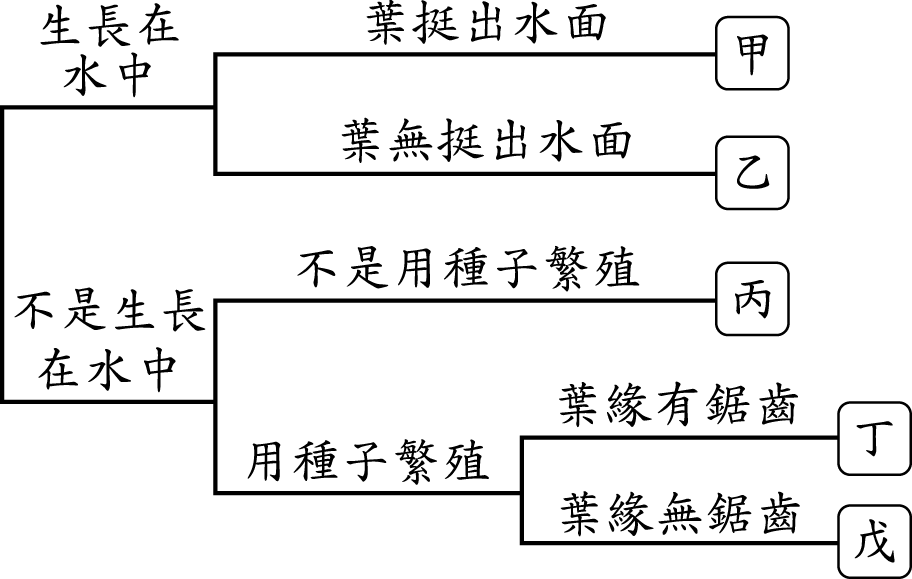 生長在
水中
葉挺出水面
甲
葉無挺出水面
乙
不是生長
在水中
不是用種子繁殖
丙
用種子繁殖
葉緣有鋸齒
丁
葉緣無鋸齒
戊